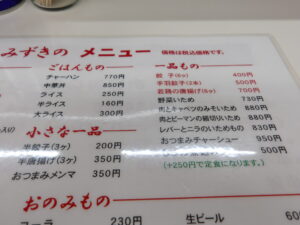 みずきの メニュー 価格は税込価格です。
ごはんもの
チャーハン 770円
中華丼 850円
ライス 250円
半ライス 160円
大ライス 300円
小さな一品
半餃子(3ヶ) 200円
半唐揚げ(3ヶ) 350円
おつまみメンマ 350円
一品もの
餃子(6ヶ) 400円
手羽餃子(2本) 500円
若鶏の唐揚げ(7ヶ) 700円
野菜いため 730円
肉とキャベツのみそいため 880円
肉とピーマンの細切りいため 880円
レバーとニラのいためもの 830円
おつまみチャーシュー 950円
500円
(+250円で定食になります。)
おのみもの
コーラ 230円
生ビール 600